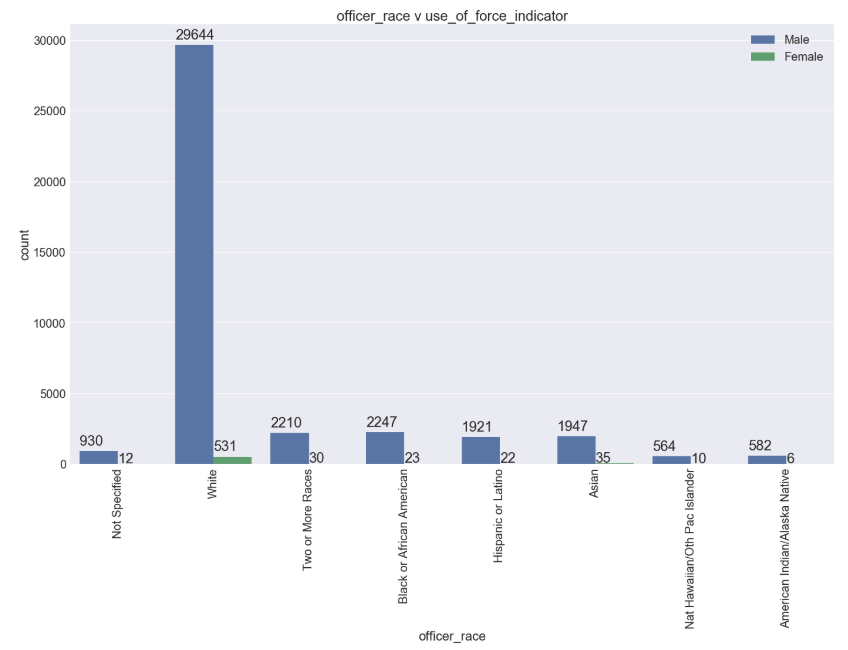 officer_race v use_of_force_indicator
Male
Female
30000
25000
20000
15000
10000
5000
0
count
930
12
29644
531
2210
30
2247
23
1921
22
1947
35
564
10
582
6
Not Specified
White
Two or More Races
Black or African American
Hispanic or Latino
Asian
Nat Hawaiian/Oth Pac Islander
American Indian/Alaska Native
officer_race